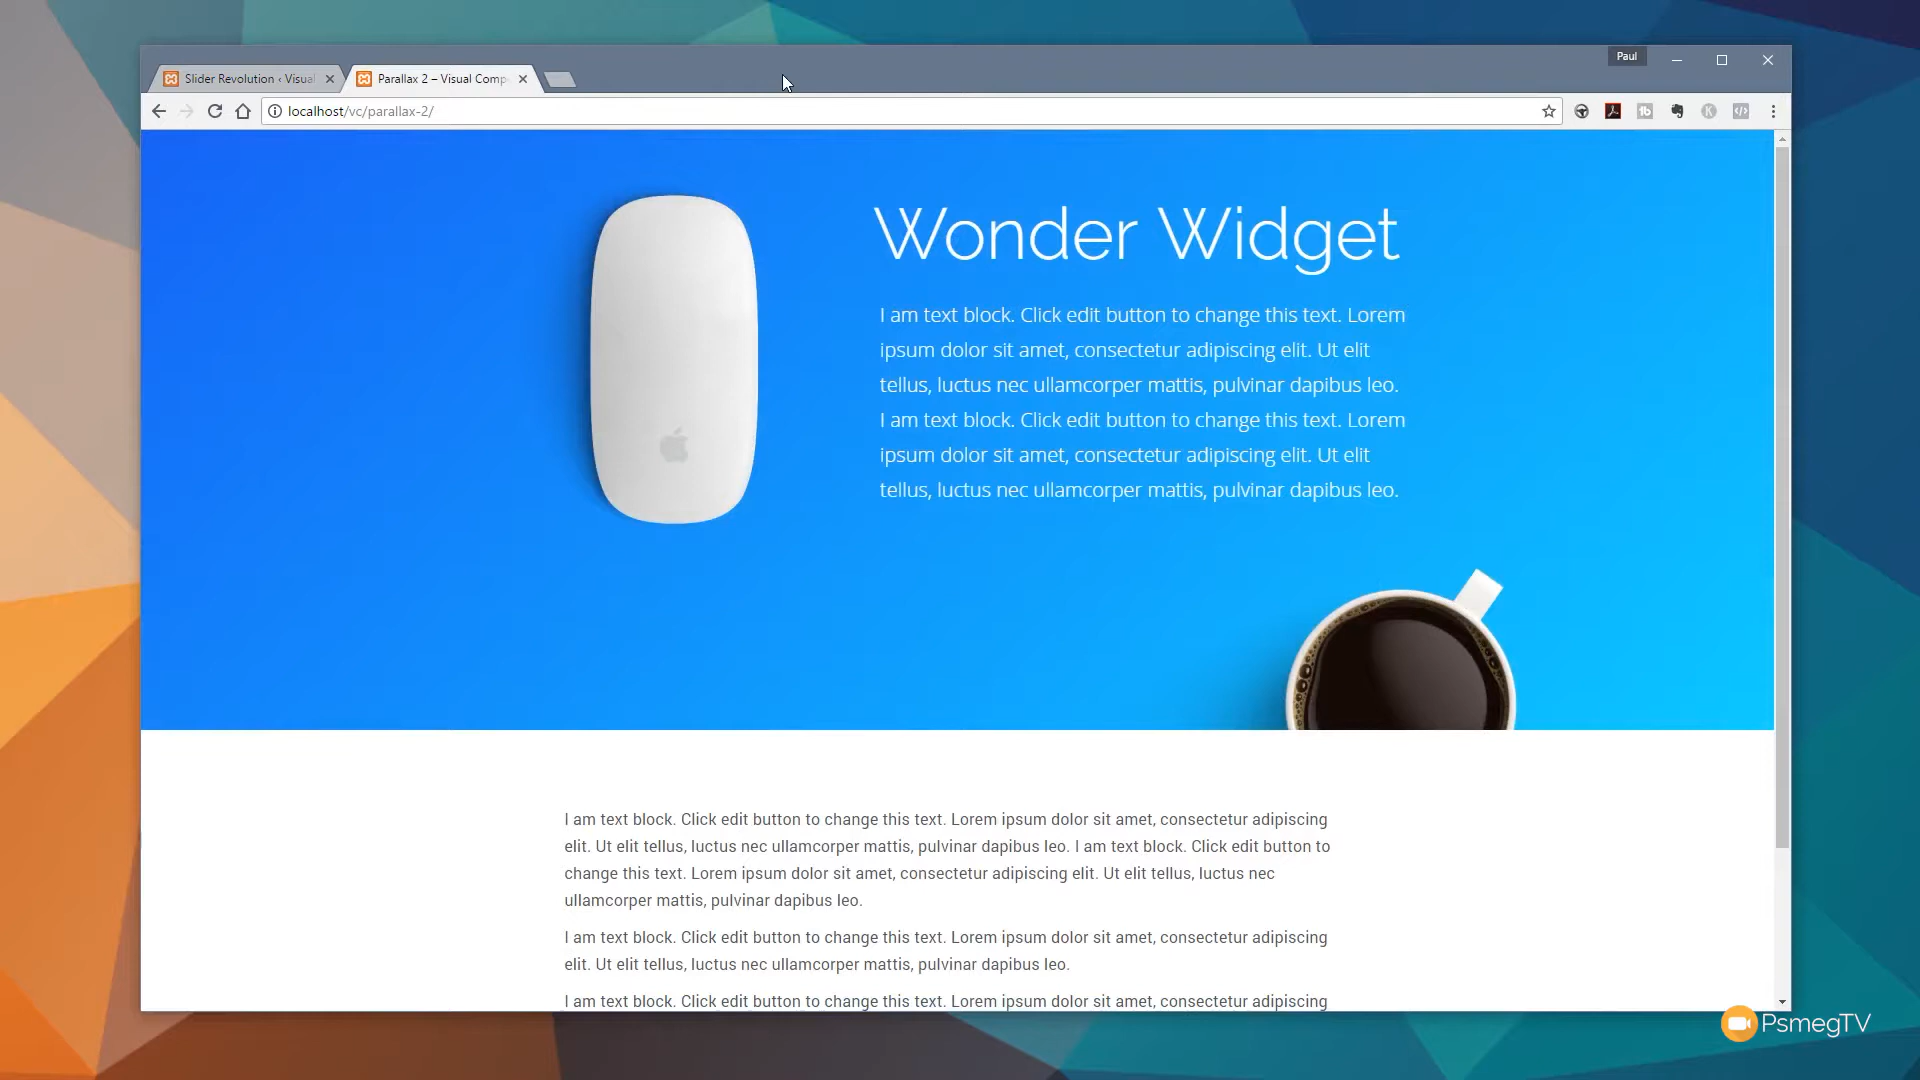 Paul
Slider Revolution ‹ Visual
Parallax 2 – Visual Comp
localhost/vc/parallax-2/
Wonder Widget
I am text block. Click edit button to change this text. Lorem
ipsum dolor sit amet, consectetur adipiscing elit. Ut elit
tellus, luctus nec ullamcorper mattis, pulvinar dapibus leo.
I am text block. Click edit button to change this text. Lorem
ipsum dolor sit amet, consectetur adipiscing elit. Ut elit
tellus, luctus nec ullamcorper mattis, pulvinar dapibus leo.
I am text block. Click edit button to change this text. Lorem ipsum dolor sit amet, consectetur adipiscing
elit. Ut elit tellus, luctus nec ullamcorper mattis, pulvinar dapibus leo. I am text block. Click edit button to
change this text. Lorem ipsum dolor sit amet, consectetur adipiscing elit. Ut elit tellus, luctus nec
ullamcorper mattis, pulvinar dapibus leo.
I am text block. Click edit button to change this text. Lorem ipsum dolor sit amet, consectetur adipiscing
elit. Ut elit tellus, luctus nec ullamcorper mattis, pulvinar dapibus leo.
I am text block. Click edit button to change this text. Lorem ipsum dolor sit amet, consectetur adipiscing
PsmegTV